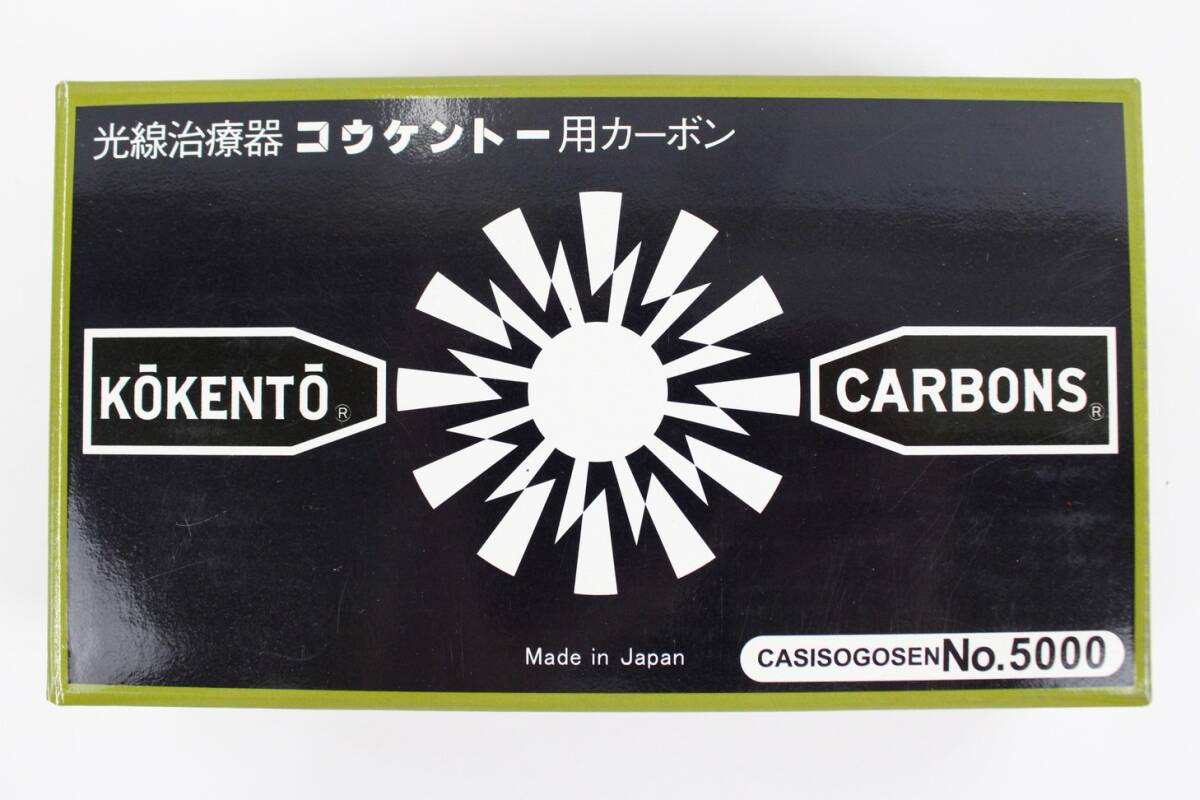 光線治療器 コウケントー用カーボン
KŌKENTŌ®
CARBONS®
Made in Japan
CASISOGOSEN No.5000